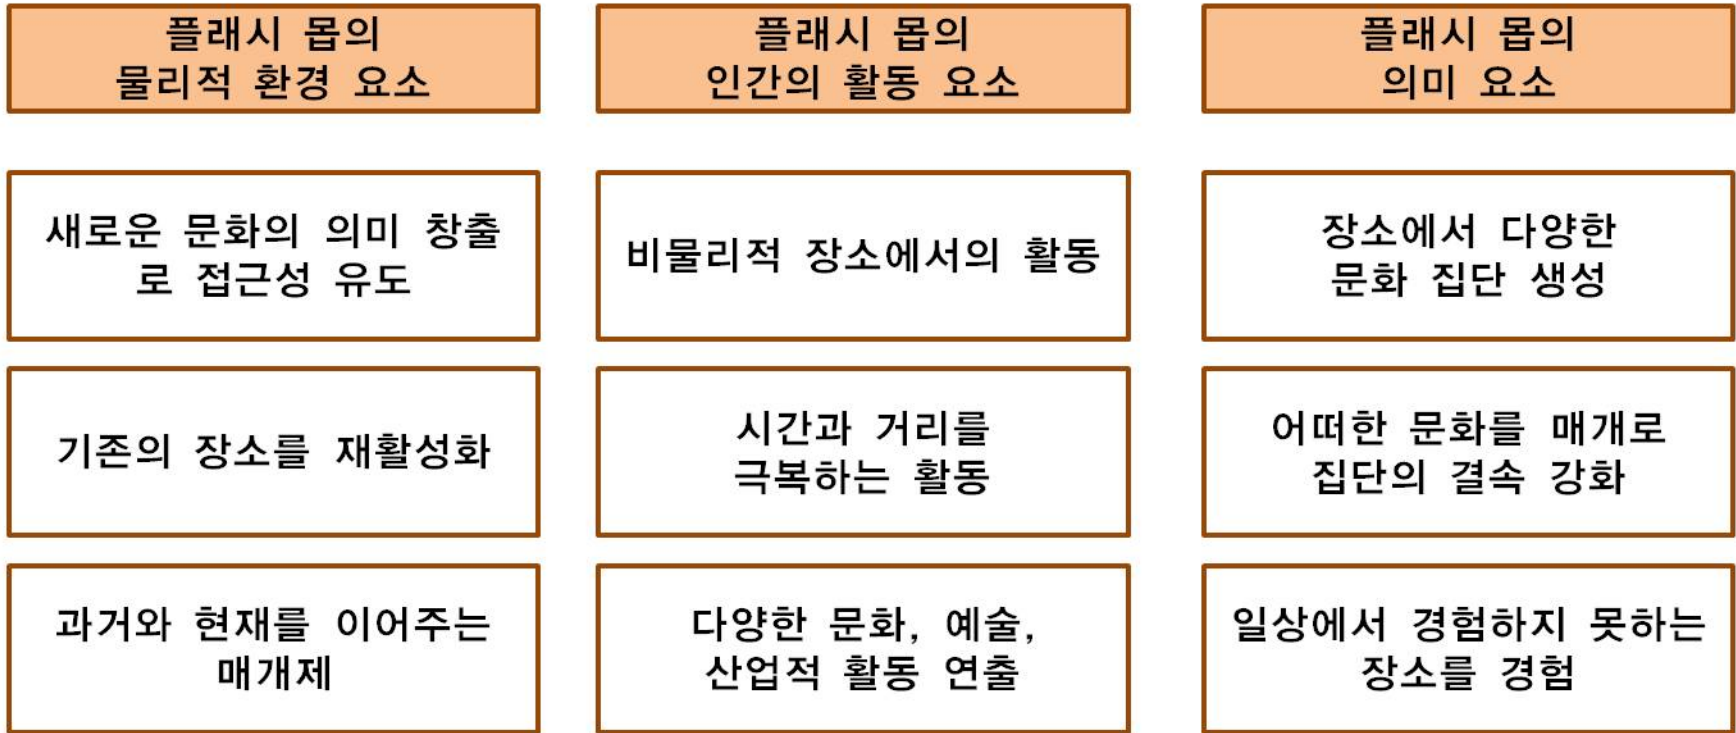 플래시 몹의
물리적 환경 요소
플래시 몹의
인간의 활동 요소
플래시 몹의
의미 요소
새로운 문화의 의미 창출
로 접근성 유도
비물리적 장소에서의 활동
장소에서 다양한
문화 집단 생성
기존의 장소를 재활성화
시간과 거리를
극복하는 활동
어떠한 문화를 매개로
집단의 결속 강화
과거와 현재를 이어주는
매개제
다양한 문화, 예술,
산업적 활동 연출
일상에서 경험하지 못하는
장소를 경험